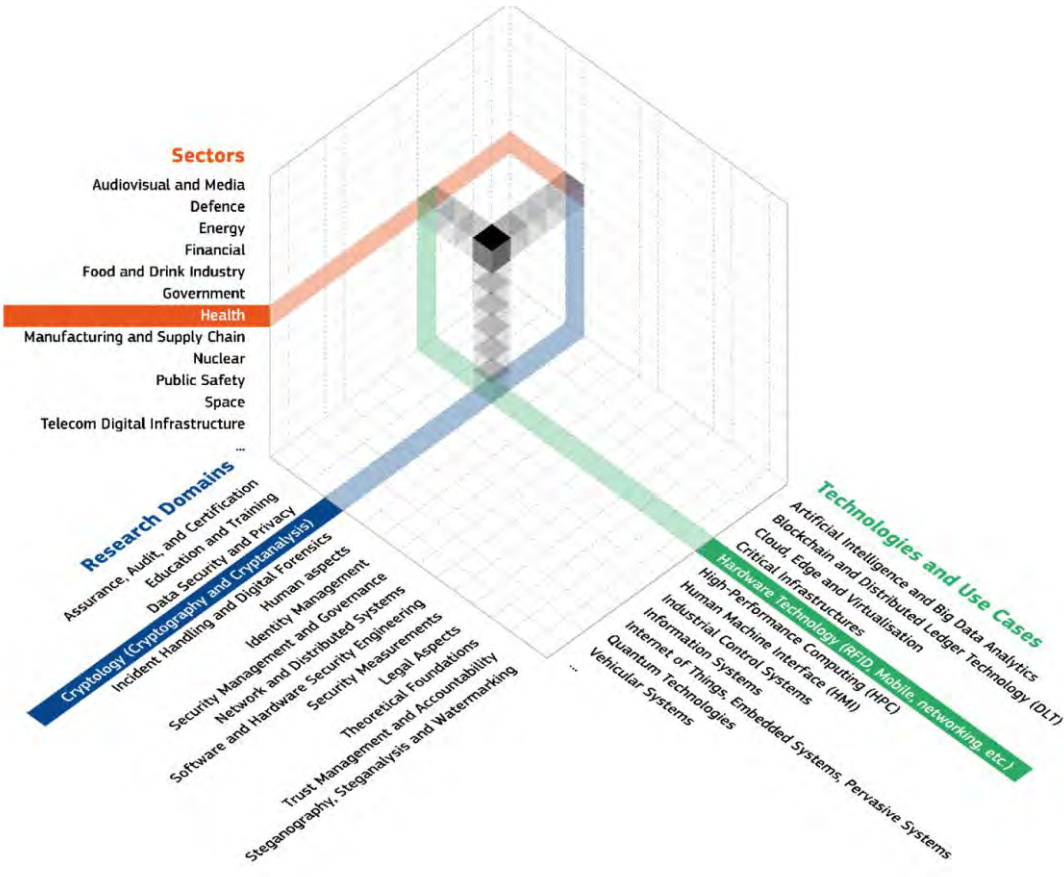 Sectors
Audiovisual and Media
Defence
Energy
Financial
Food and Drink Industry
Government
Health
Manufacturing and Supply Chain
Nuclear
Public Safety
Space
Telecom Digital Infrastructure
...
Research Domains
Assurance, Audit, and Certification
Education and Training
Data Security and Privacy
Cryptology (Cryptography and Cryptanalysis)
Incident Handling and Digital Forensics
Human aspects
Identity Management
Security Management and Governance
Network and Distributed Systems
Software and Hardware Security Engineering
Security Measurements
Legal Aspects
Theoretical Foundations
Trust Management and Accountability
Steganography, Steganalysis and Watermarking
...
Technologies and Use Cases
Artificial Intelligence and Big Data Analytics
Blockchain and Distributed Ledger Technology (DLT)
Cloud, Edge and Virtualisation
Critical Infrastructures
Hardware Technology (RFID, Mobile, networking, etc.)
High-Performance Computing (HPC)
Human Machine Interface (HMI)
Industrial Control Systems
Information Systems
Internet of Things, Embedded Systems, Pervasive Systems
Quantum Technologies
Vehicular Systems